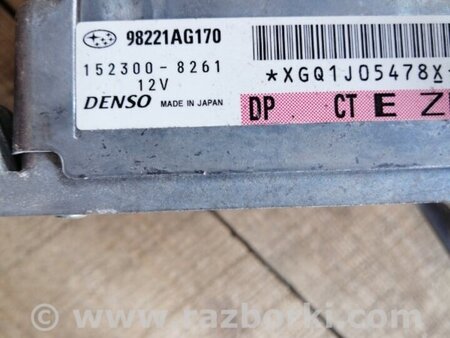 98221AG170
152300-8261
12V
DENSO MADE IN JAPAN
*XGQ1J05478X
DP CT E
© www.razborki.com